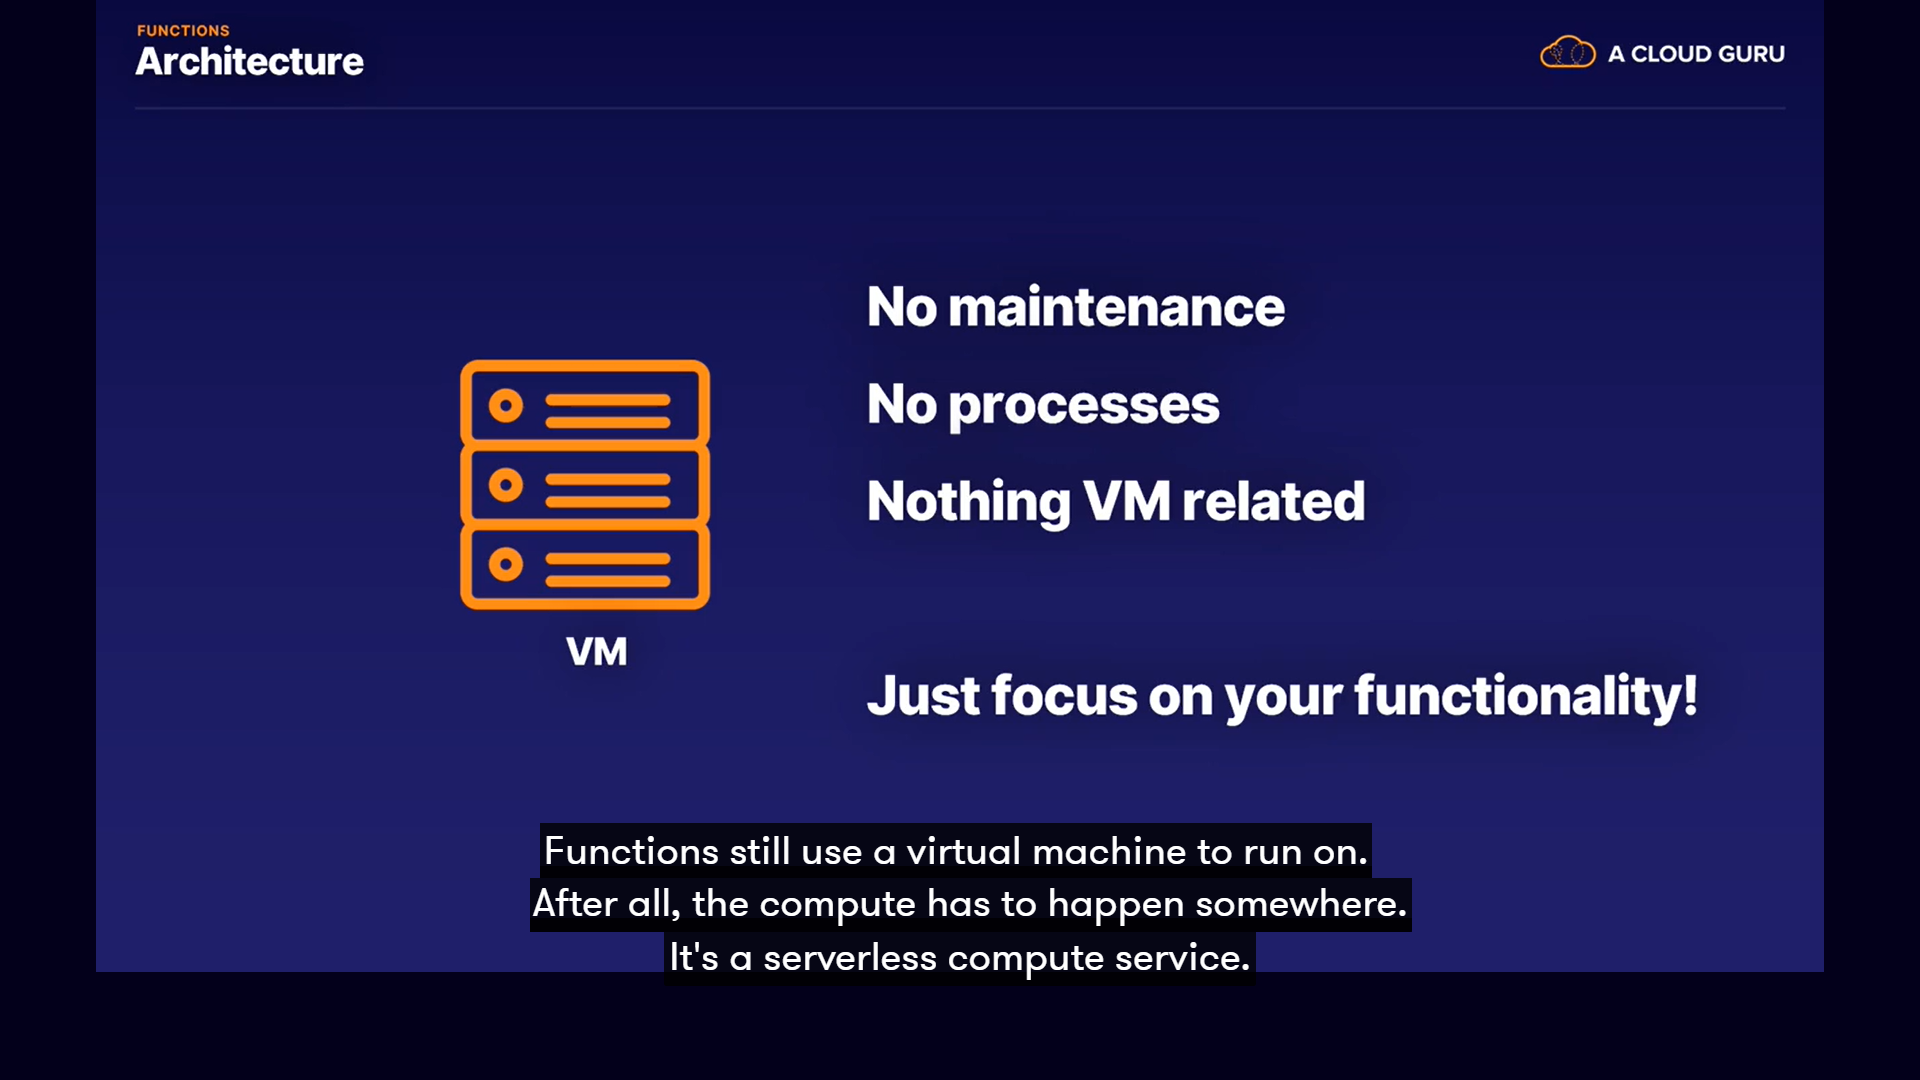 FUNCTIONS
Architecture
A CLOUD GURU
No maintenance
No processes
Nothing VM related
VM
Just focus on your functionality!
Functions still use a virtual machine to run on.
After all, the compute has to happen somewhere.
It's a serverless compute service.